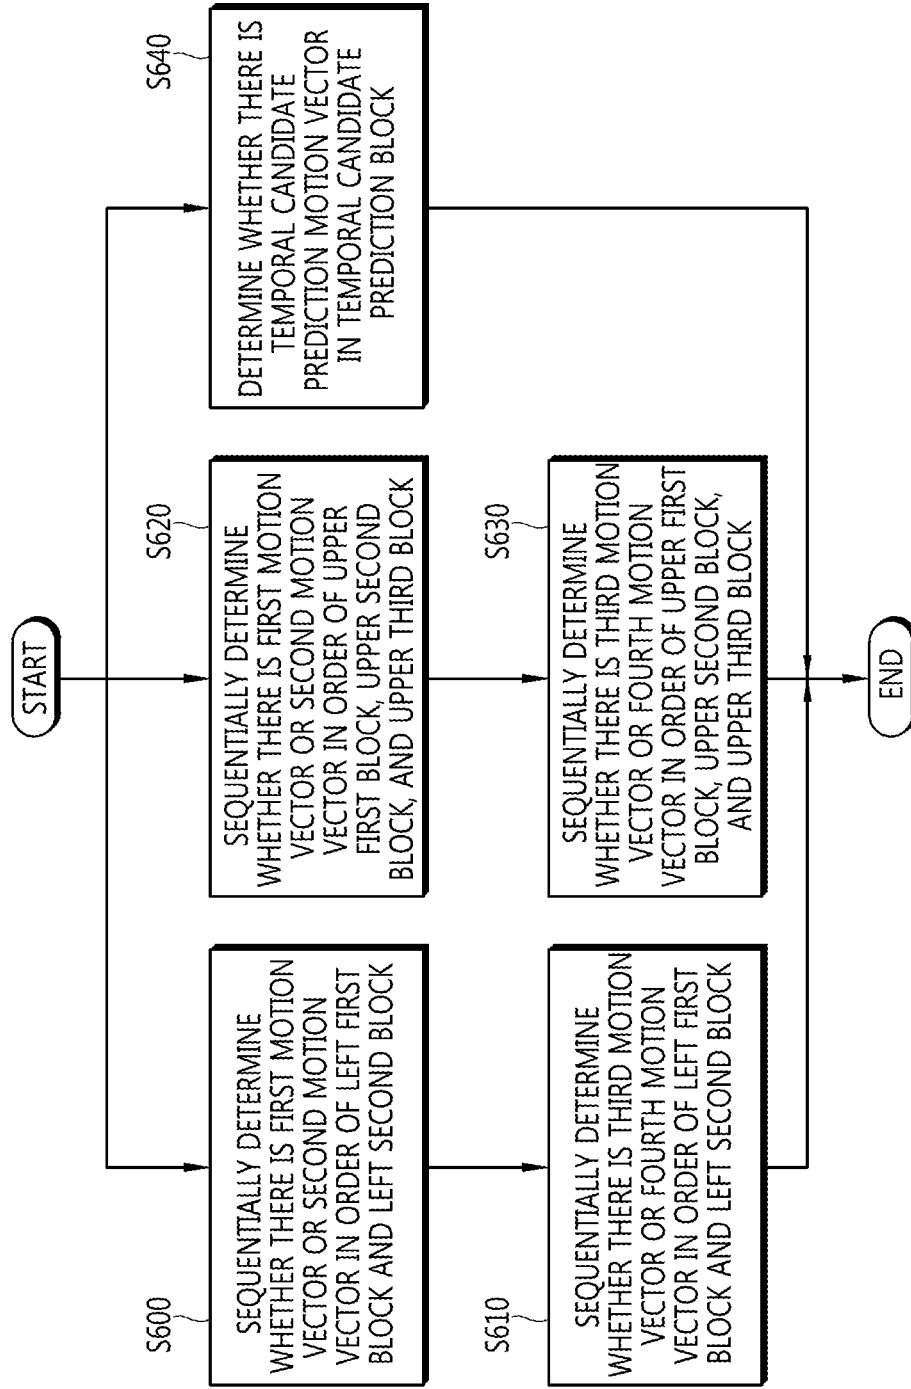 START
S600
SEQUENTIALLY DETERMINE
WHETHER THERE IS FIRST MOTION
VECTOR OR SECOND MOTION
VECTOR IN ORDER OF LEFT FIRST
BLOCK AND LEFT SECOND BLOCK
S620
SEQUENTIALLY DETERMINE
WHETHER THERE IS FIRST MOTION
VECTOR OR SECOND MOTION
VECTOR IN ORDER OF UPPER
FIRST BLOCK, UPPER SECOND
BLOCK, AND UPPER THIRD BLOCK
S640
DETERMINE WHETHER THERE IS
TEMPORAL CANDIDATE
PREDICTION MOTION VECTOR
IN TEMPORAL CANDIDATE
PREDICTION BLOCK
S610
SEQUENTIALLY DETERMINE
WHETHER THERE IS THIRD MOTION
VECTOR OR FOURTH MOTION
VECTOR IN ORDER OF LEFT FIRST
BLOCK AND LEFT SECOND BLOCK
S630
SEQUENTIALLY DETERMINE
WHETHER THERE IS THIRD MOTION
VECTOR OR FOURTH MOTION
VECTOR IN ORDER OF UPPER FIRST
BLOCK, UPPER SECOND BLOCK,
AND UPPER THIRD BLOCK
END